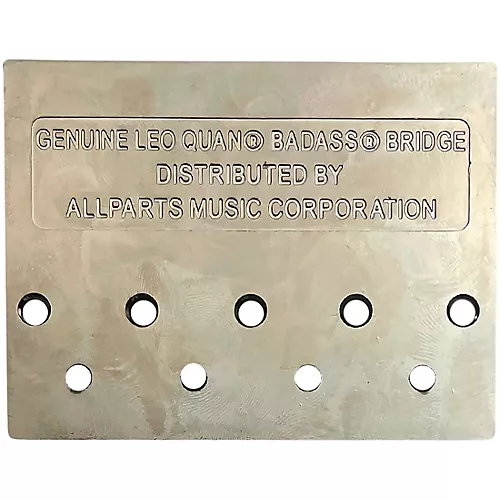 GENUINE LEO QUAN® BADASS® BRIDGE
DISTRIBUTED BY
ALLPARTS MUSIC CORPORATION